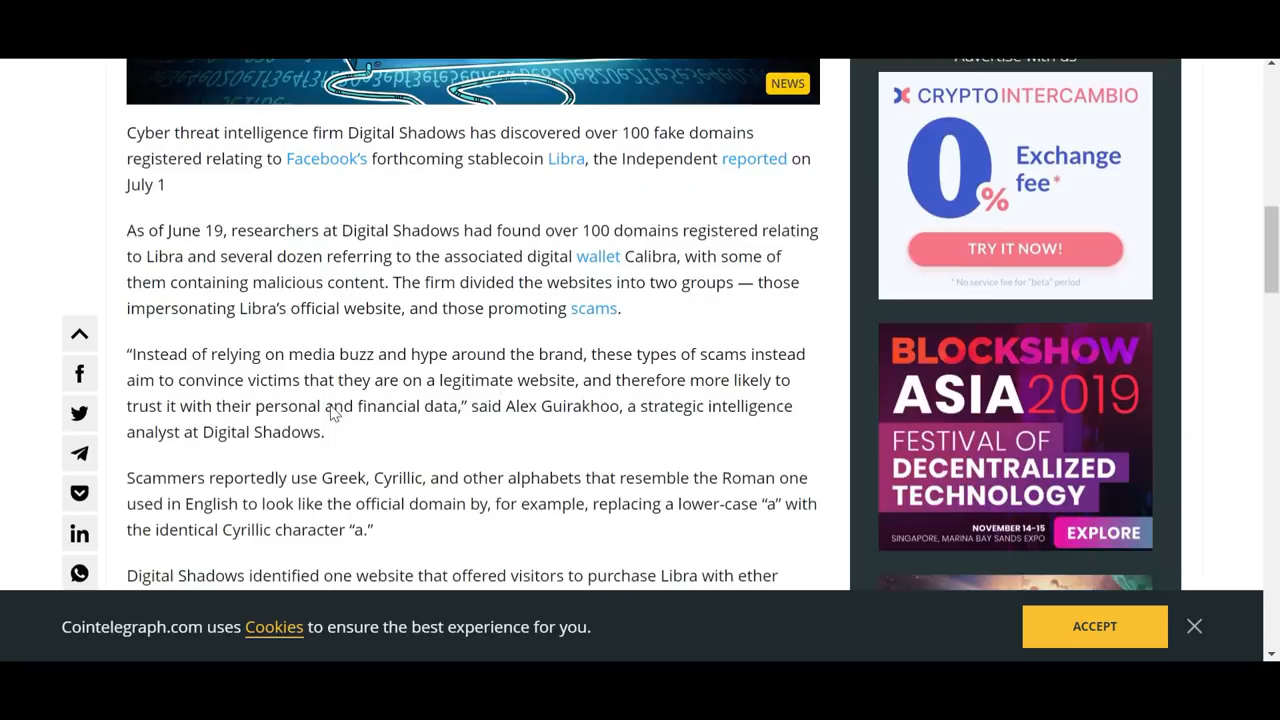 Advertise with us
NEWS
Cyber threat intelligence firm Digital Shadows has discovered over 100 fake domains
registered relating to Facebook’s forthcoming stablecoin Libra, the Independent reported on
July 1
As of June 19, researchers at Digital Shadows had found over 100 domains registered relating
to Libra and several dozen referring to the associated digital wallet Calibra, with some of
them containing malicious content. The firm divided the websites into two groups — those
impersonating Libra’s official website, and those promoting scams.
“Instead of relying on media buzz and hype around the brand, these types of scams instead
aim to convince victims that they are on a legitimate website, and therefore more likely to
trust it with their personal and financial data,” said Alex Guirakhoo, a strategic intelligence
analyst at Digital Shadows.
Scammers reportedly use Greek, Cyrillic, and other alphabets that resemble the Roman one
used in English to look like the official domain by, for example, replacing a lower-case “a” with
the identical Cyrillic character “a.”
Digital Shadows identified one website that offered visitors to purchase Libra with ether
CRYPTOINTERCAMBIO
0% Exchange
fee*
TRY IT NOW!
* No service fee for "beta" period
BLOCKSHOW
ASIA2019
FESTIVAL OF
DECENTRALIZED
TECHNOLOGY
NOVEMBER 14-15
SINGAPORE, MARINA BAY SANDS EXPO
EXPLORE
Cointelegraph.com uses Cookies to ensure the best experience for you.
ACCEPT